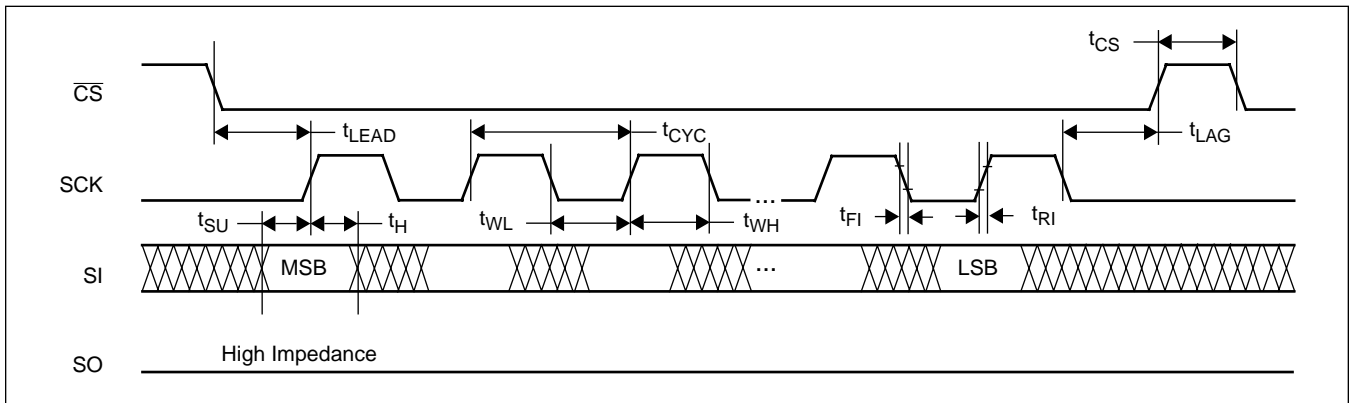 tCS
CS
tLEAD
tCYC
tLAG
SCK
...
tSU
tH
tWL
tWH
tFI
tRI
SI
MSB
...
LSB
SO
High Impedance